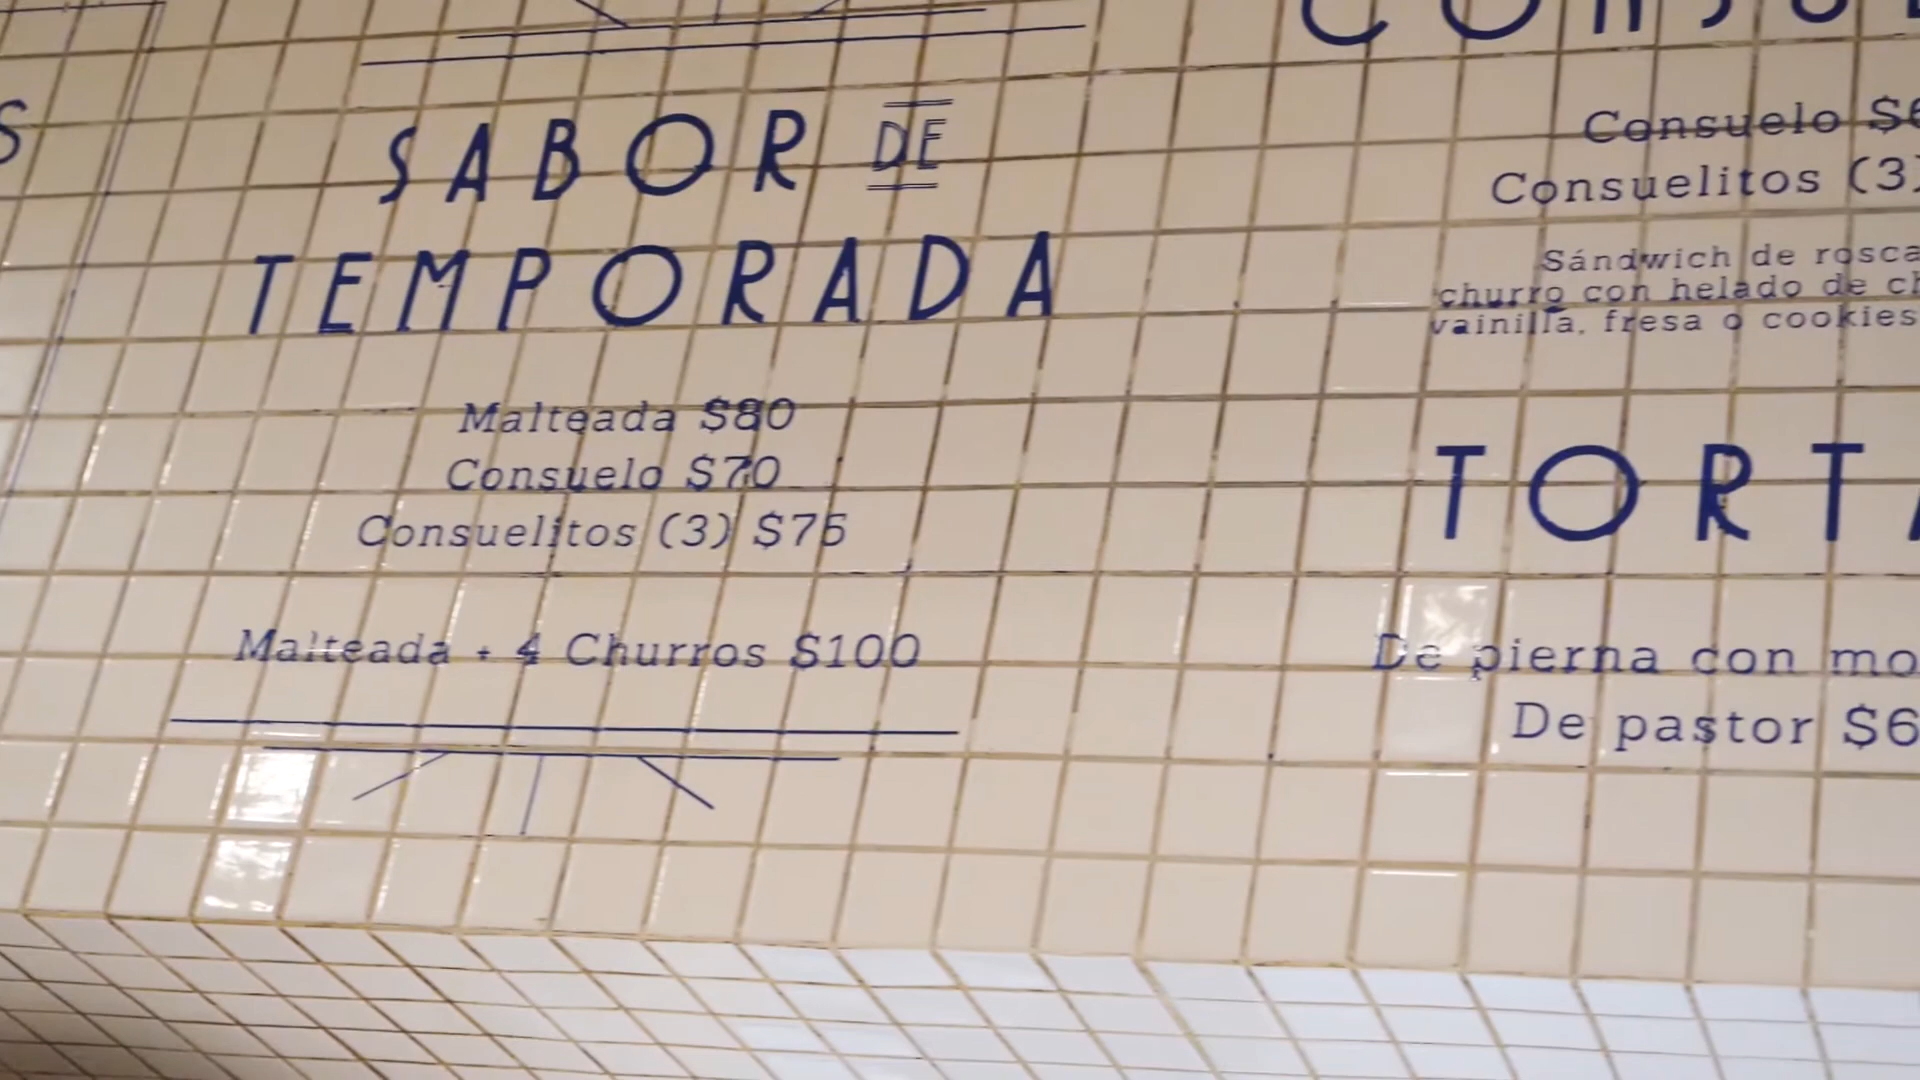 SABOR DE
TEMPORADA
Malteada $80
Consuelo $70
Consuelitos (3) $75
Malteada + 4 Churros $100
Consuelo
Consuelitos (3)
Sándwich de rosca
churro con helado de
vainilla, fresa o cookies
De pierna con
De pastor